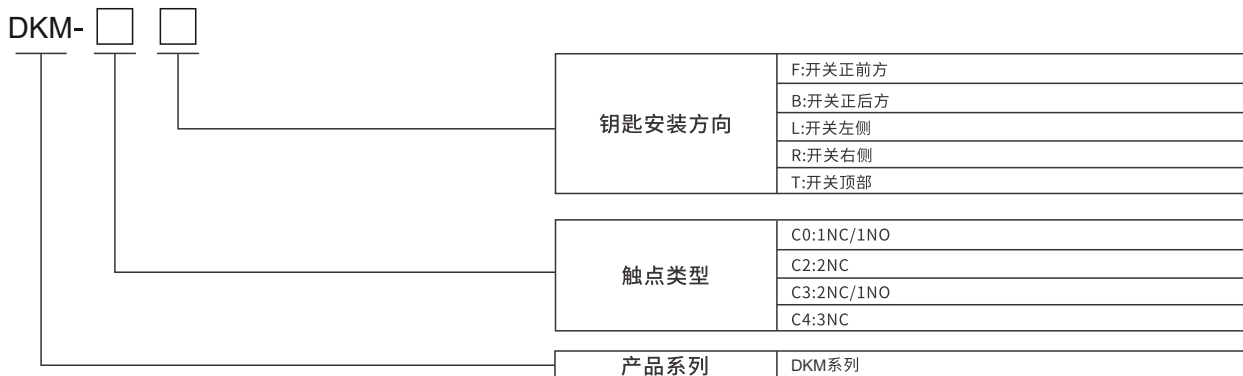 DKM-
钥匙安装方向
F:开关正前方
B:开关正后方
L:开关左侧
R:开关右侧
T:开关顶部
触点类型
C0:1NC/1NO
C2:2NC
C3:2NC/1NO
C4:3NC
产品系列
DKM系列